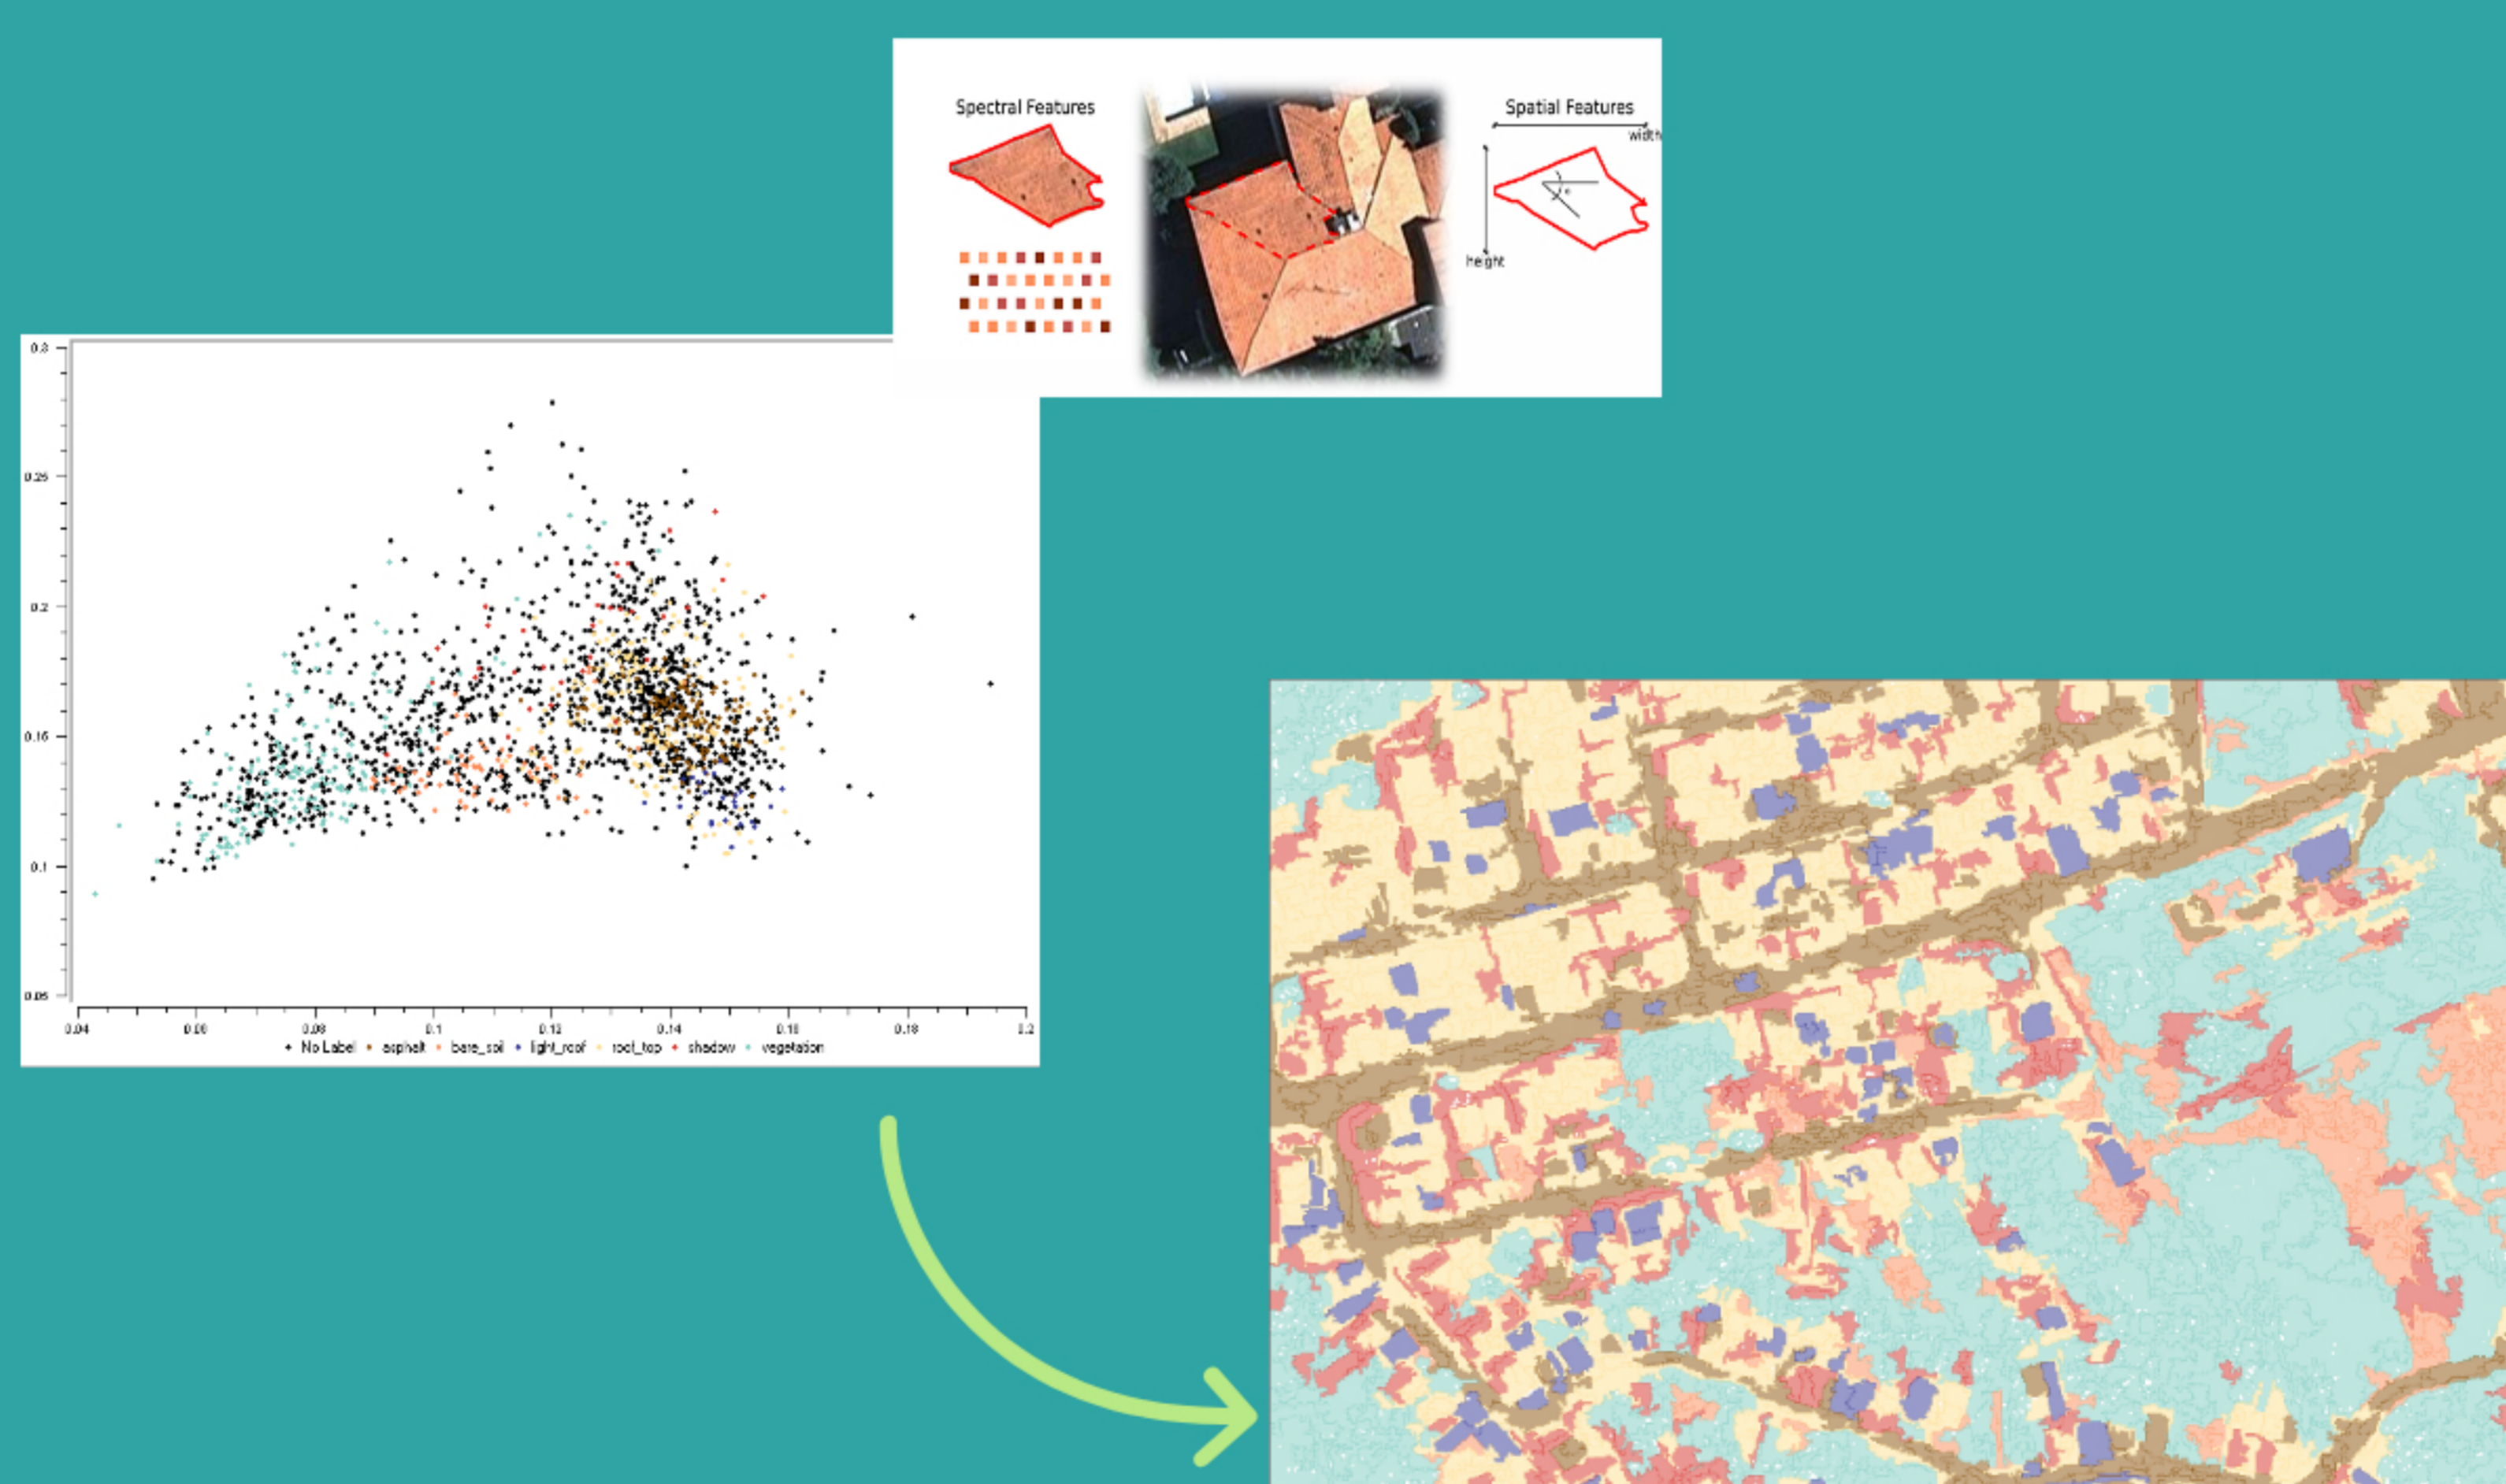 Spectral Features
Spatial Features
width
height
0.3
0.25
0.2
0.15
0.1
0.05
0.04 0.06 0.08 0.1 0.12 0.14 0.16 0.18 0.2
No Label asphalt bare_soil light_roof roof_top shadow vegetation